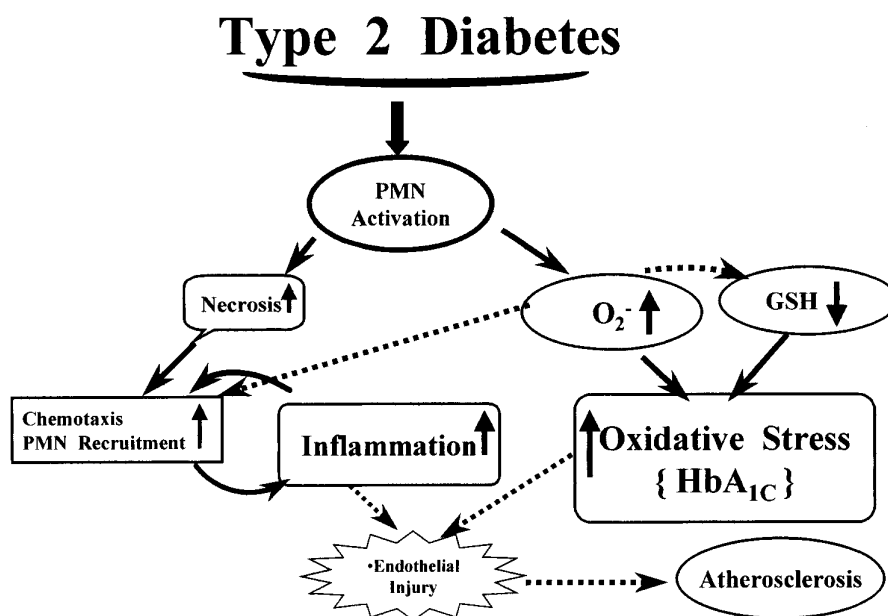 Type 2 Diabetes
PMN
Activation
Necrosis
O₂⁻
GSH
Chemotaxis
PMN Recruitment
Inflammation
Oxidative Stress
{ HbA₁C }
•Endothelial
Injury
Atherosclerosis